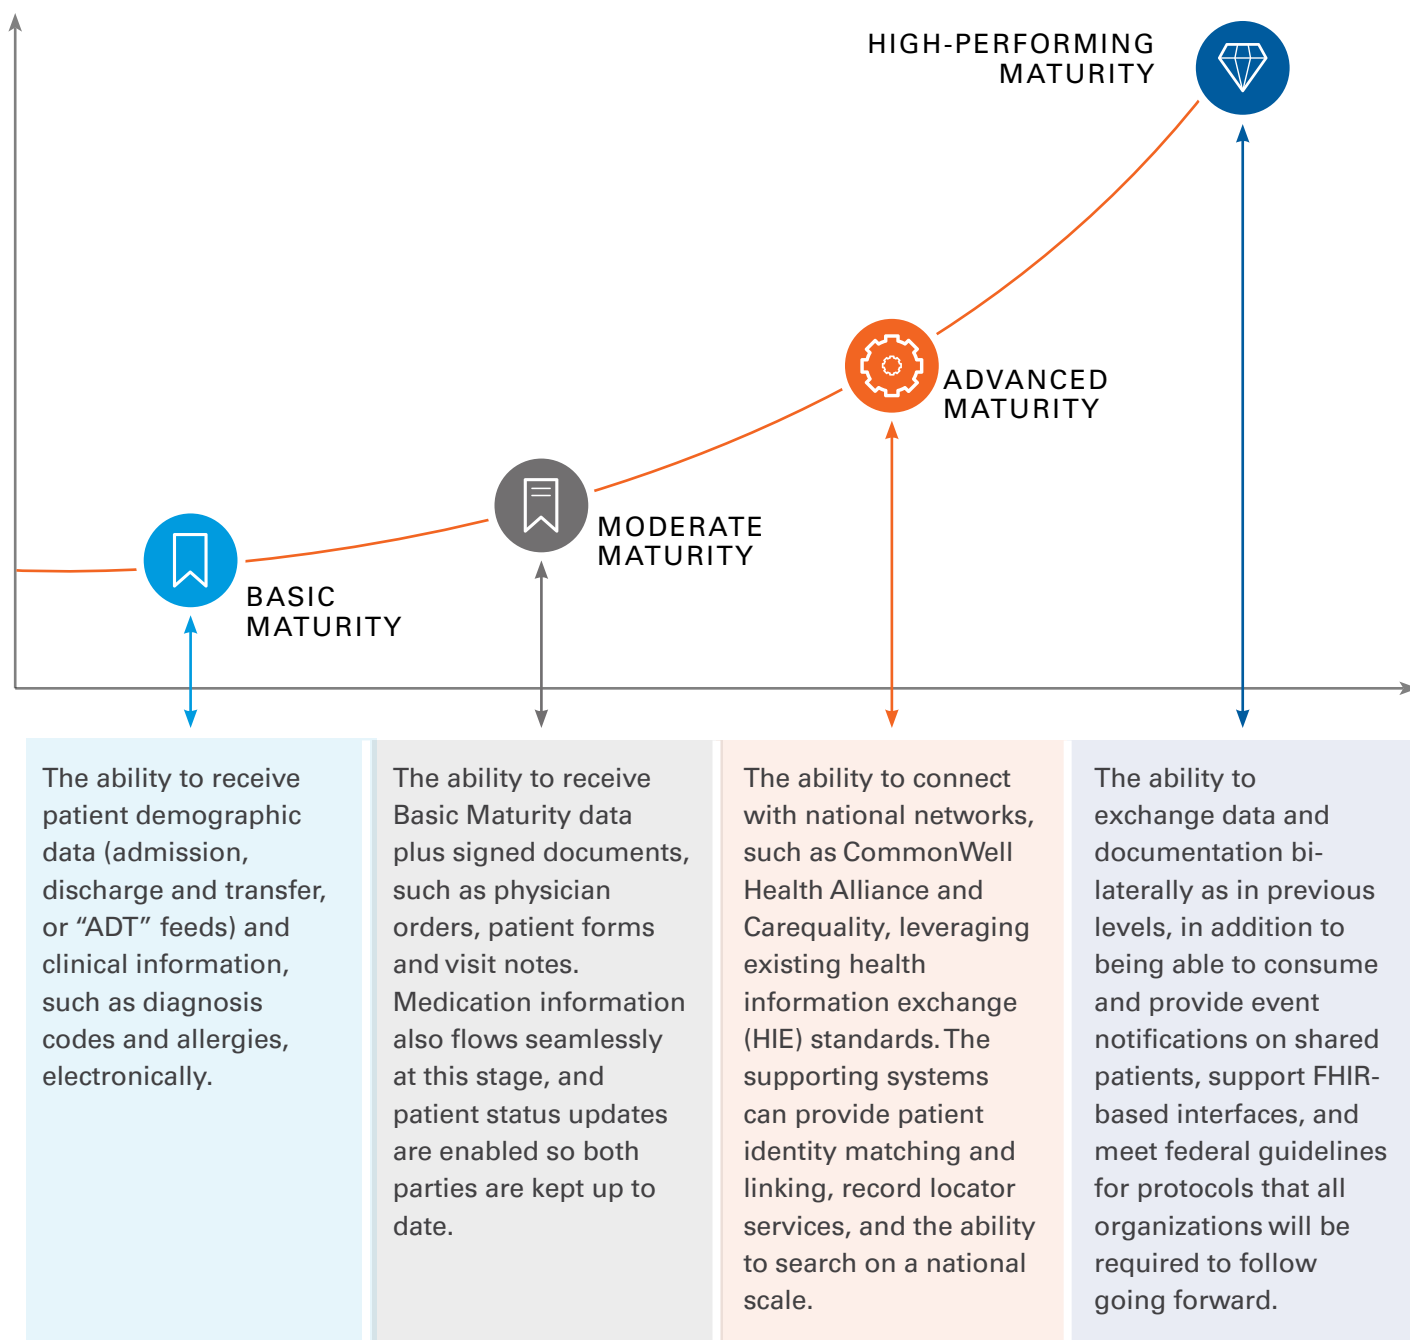 HIGH-PERFORMING
MATURITY
ADVANCED
MATURITY
MODERATE
MATURITY
BASIC
MATURITY
The ability to receive
patient demographic
data (admission,
discharge and transfer,
or “ADT” feeds) and
clinical information,
such as diagnosis
codes and allergies,
electronically.
The ability to receive
Basic Maturity data
plus signed documents,
such as physician
orders, patient forms
and visit notes.
Medication information
also flows seamlessly
at this stage, and
patient status updates
are enabled so both
parties are kept up to
date.
The ability to connect
with national networks,
such as CommonWell
Health Alliance and
Carequality, leveraging
existing health
information exchange
(HIE) standards. The
supporting systems
can provide patient
identity matching and
linking, record locator
services, and the ability
to search on a national
scale.
The ability to
exchange data and
documentation bi-
laterally as in previous
levels, in addition to
being able to consume
and provide event
notifications on shared
patients, support FHIR-
based interfaces, and
meet federal guidelines
for protocols that all
organizations will be
required to follow
going forward.